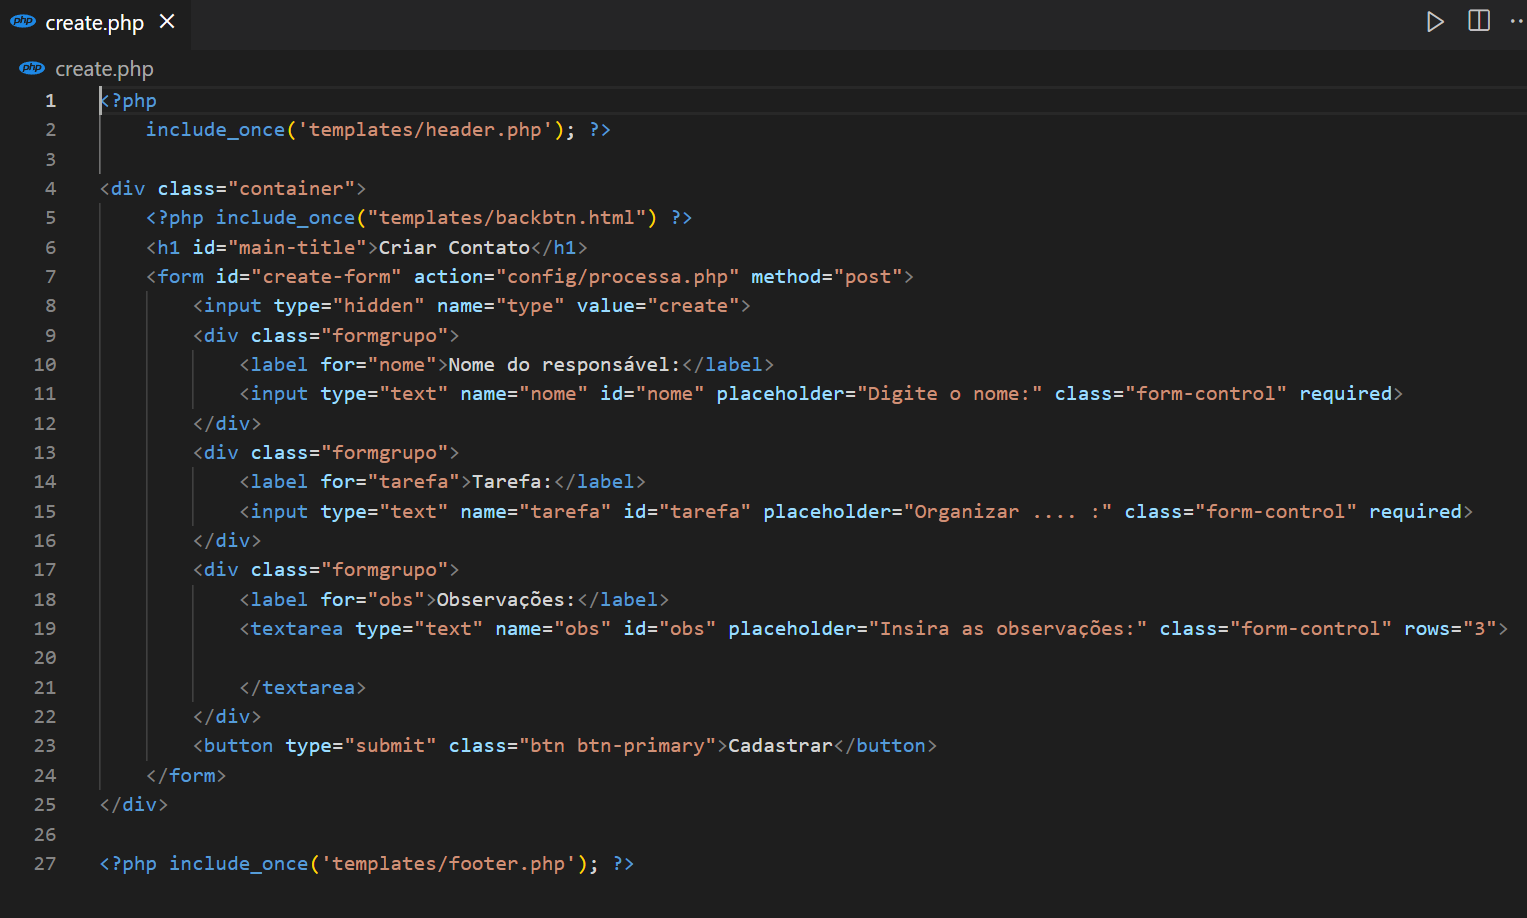 php create.php ×
php create.php
1 <?php
2     include_once('templates/header.php'); ?>
3
4 <div class="container">
5     <?php include_once("templates/backbtn.html") ?>
6     <h1 id="main-title">Criar Contato</h1>
7     <form id="create-form" action="config/processa.php" method="post">
8         <input type="hidden" name="type" value="create">
9         <div class="formgrupo">
10             <label for="nome">Nome do responsável:</label>
11             <input type="text" name="nome" id="nome" placeholder="Digite o nome:" class="form-control" required>
12         </div>
13         <div class="formgrupo">
14             <label for="tarefa">Tarefa:</label>
15             <input type="text" name="tarefa" id="tarefa" placeholder="Organizar .... :" class="form-control" required>
16         </div>
17         <div class="formgrupo">
18             <label for="obs">Observações:</label>
19             <textarea type="text" name="obs" id="obs" placeholder="Insira as observações:" class="form-control" rows="3">
20
21             </textarea>
22         </div>
23         <button type="submit" class="btn btn-primary">Cadastrar</button>
24     </form>
25 </div>
26
27 <?php include_once('templates/footer.php'); ?>